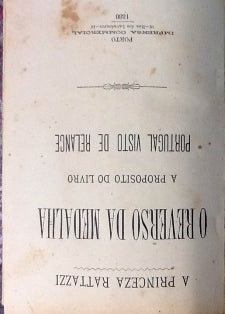 A PRINCEZA RATTAZZI
O REVERSO DA MEDALHA
A PROPOSITO DO LIVRO
PORTUGAL VISTO DE RELANCE
PORTO
IMPRENSA COMMERCIAL
1880